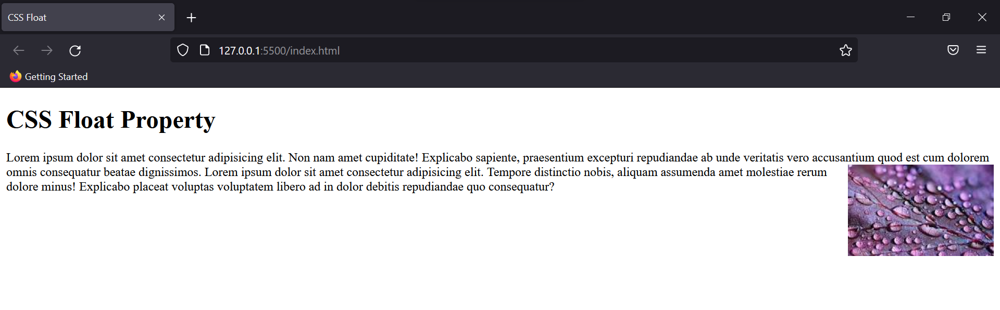 CSS Float
127.0.0.1:5500/index.html
Getting Started
CSS Float Property
Lorem ipsum dolor sit amet consectetur adipisicing elit. Non nam amet cupiditate! Explicabo sapiente, praesentium excepturi repudiandae ab unde veritatis vero accusantium quod est cum dolorem
omnis consequatur beatae dignissimos. Lorem ipsum dolor sit amet consectetur adipisicing elit. Tempore distinctio nobis, aliquam assumenda amet molestiae rerum
dolore minus! Explicabo placeat voluptas voluptatem libero ad in dolor debitis repudiandae quo consequatur?